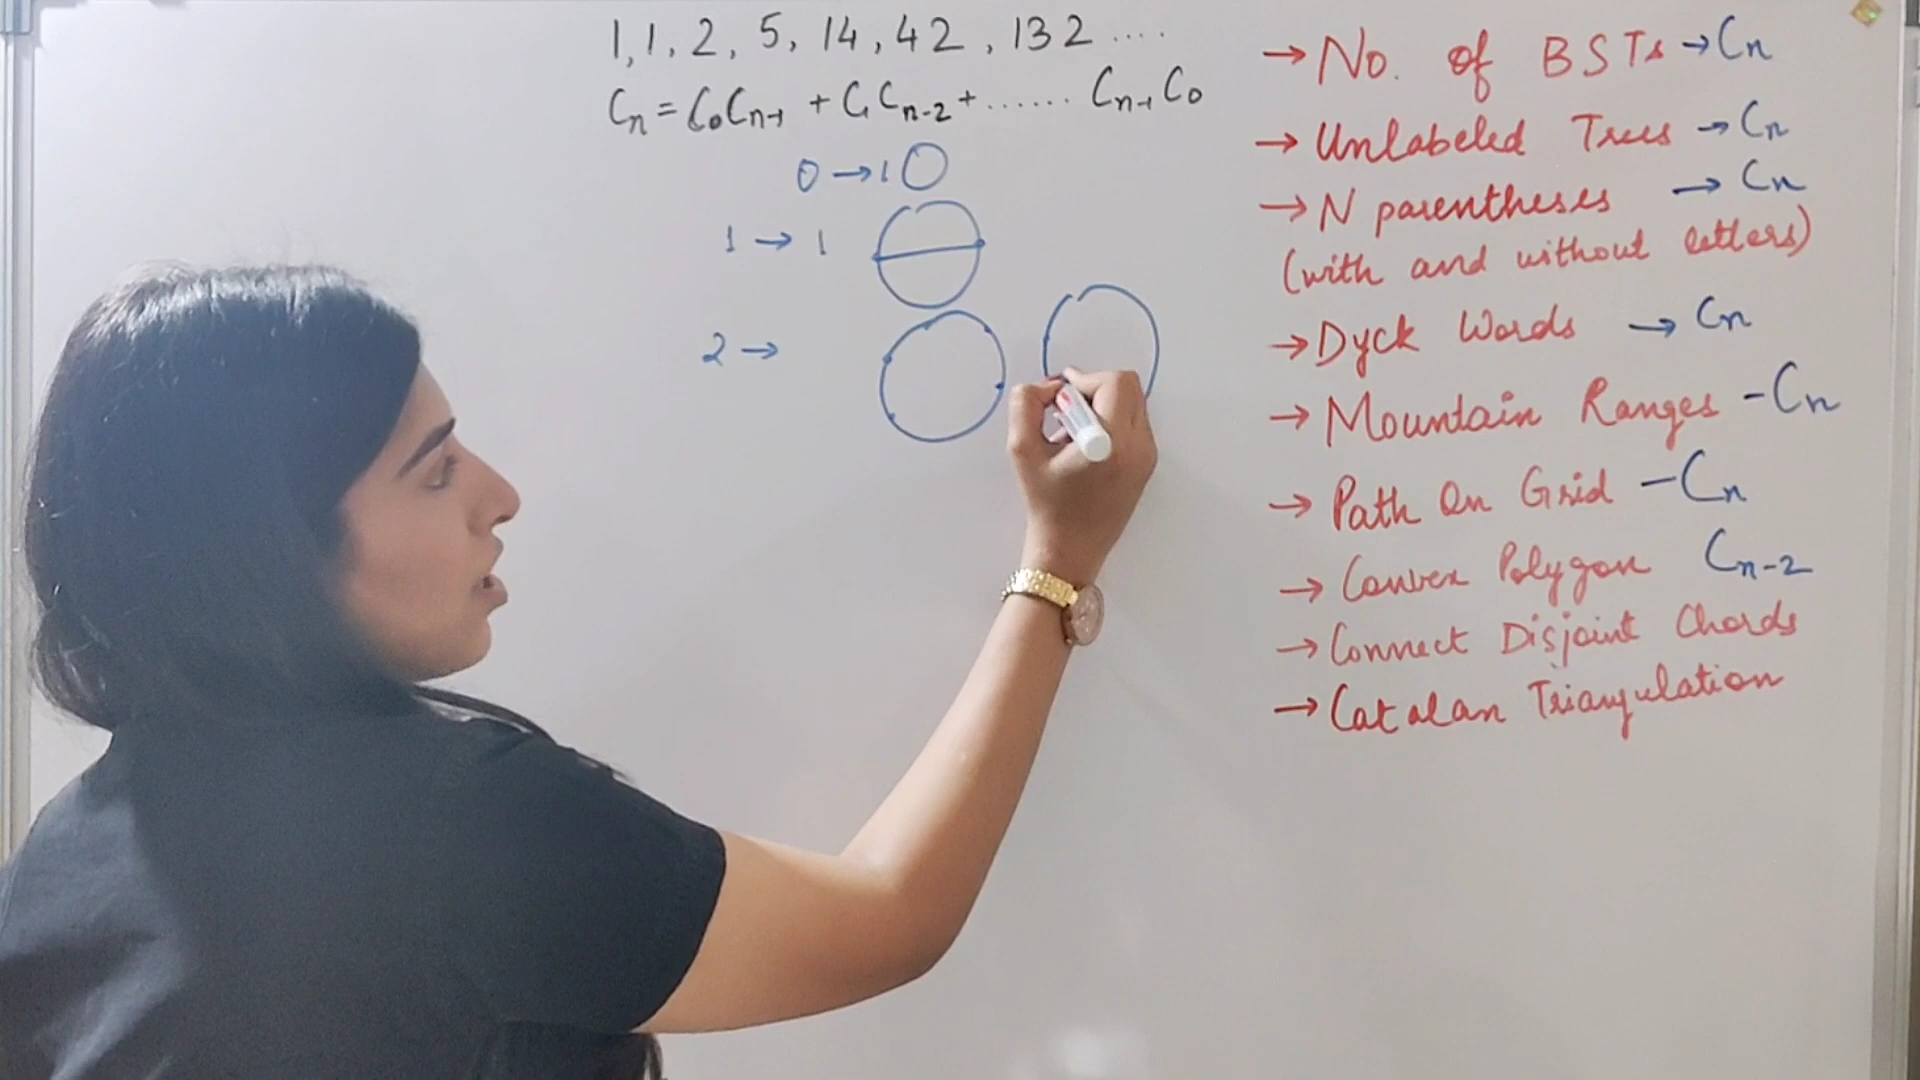 1, 1, 2, 5, 14, 42, 132 ....
Cn = C0Cn-1 + C1Cn-2 + ...... Cn-1 C0
0 → 1
1 → 1
2 →
→ No. of BSTs → Cn
→ Unlabeled Trees → Cn
→ N parentheses → Cn
(with and without letters)
→ Dyck Words → Cn
→ Mountain Ranges - Cn
→ Path On Grid - Cn
→ Convex Polygon Cn-2
→ Connect Disjoint Chords
→ Catalan Triangulation